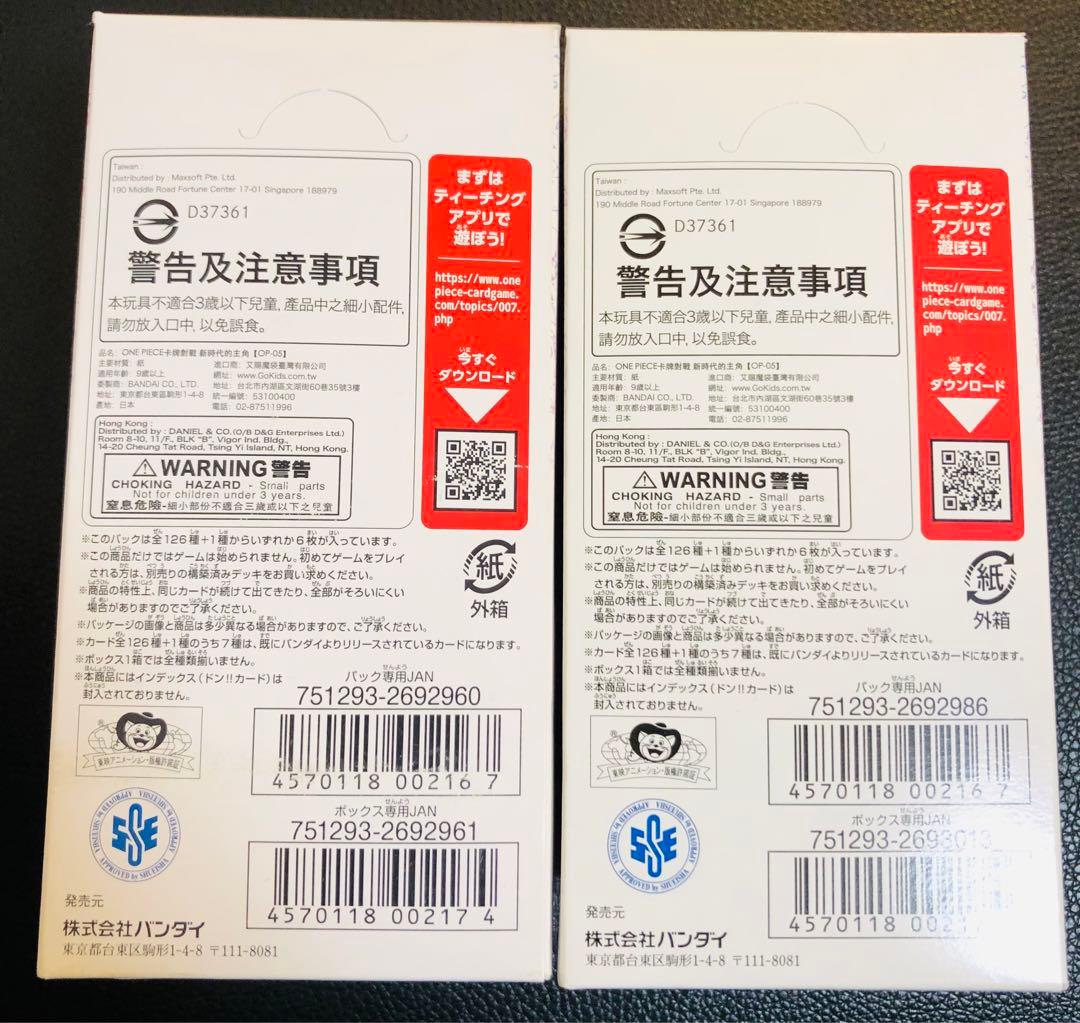 Taiwan :
Distributed by : Maxsoft Pte. Ltd.
190 Middle Road Fortune Center 17-01 Singapore 188979
D37361
警告及注意事項
本玩具不適合3歲以下兒童, 產品中之細小配件,
請勿放入口中, 以免誤食。
品名: ONE PIECE卡牌對戰 新時代的主角【OP-05】
主要材質: 紙 進口商: 艾賜魔袋臺灣有限公司
適用年齡: 9歲以上 網址: www.GoKids.com.tw
委製商: BANDAI CO., LTD. 地址: 台北市內湖區文湖街60巷35號3樓
地址: 東京都台東區駒形1-4-8 統一編號: 53100400
產地: 日本 電話: 02-87511996
Hong Kong :
Distributed by : DANIEL & CO.(O/B D&G Enterprises Ltd.)
Room 8-10, 11/F., BLK "B", Vigor Ind. Bldg.,
14-20 Cheung Tat Road, Tsing Yi Island, NT, Hong Kong.
WARNING 警告
CHOKING HAZARD - Small parts
Not for children under 3 years.
窒息危險-細小部份不適合三歲或以下之兒童
まずは
ティーチング
アプリで
遊ぼう!
https://www.one
piece-cardgame.
com/topics/007.
php
今すぐ
ダウンロード
※このパックは全126種+1種からいずれか6枚が入っています。
※この商品だけではゲームは始められません。初めてゲームをプレイ
される方は、別売りの構築済みデッキをお買い求めください。
※商品の特性上、同じカードが続けて出てきたり、全部がそろいにくい
場合がありますのでご了承ください。
※パッケージの画像と商品は多少異なる場合がありますので、ご了承ください。
※カード全126種+1種のうち7種は、既にバンダイよりリリースされているカードになります。
※ボックス1箱では全種類揃いません。
※本商品にはインデックス(ドン!!カード)は
封入されておりません。
紙
外箱
パック専用JAN
751293-2692960
4570118 00216 7
ボックス専用JAN
751293-2692961
4570118 00217 4
東映アニメーション・版権許諾証
APPROVED by SHUEISHA
発売元
株式会社バンダイ
東京都台東区駒形1-4-8 〒111-8081
Taiwan :
Distributed by : Maxsoft Pte. Ltd.
190 Middle Road Fortune Center 17-01 Singapore 188979
D37361
警告及注意事項
本玩具不適合3歲以下兒童, 產品中之細小配件,
請勿放入口中, 以免誤食。
品名: ONE PIECE卡牌對戰 新時代的主角【OP-05】
主要材質: 紙 進口商: 艾賜魔袋臺灣有限公司
適用年齡: 9歲以上 網址: www.GoKids.com.tw
委製商: BANDAI CO., LTD. 地址: 台北市內湖區文湖街60巷35號3樓
地址: 東京都台東區駒形1-4-8 統一編號: 53100400
產地: 日本 電話: 02-87511996
Hong Kong :
Distributed by : DANIEL & CO.(O/B D&G Enterprises Ltd.)
Room 8-10, 11/F., BLK "B", Vigor Ind. Bldg.,
14-20 Cheung Tat Road, Tsing Yi Island, NT, Hong Kong.
WARNING 警告
CHOKING HAZARD - Small parts
Not for children under 3 years.
窒息危險-細小部份不適合三歲或以下之兒童
まずは
ティーチング
アプリで
遊ぼう!
https://www.one
piece-cardgame.
com/topics/007.
php
今すぐ
ダウンロード
※このパックは全126種+1種からいずれか6枚が入っています。
※この商品だけではゲームは始められません。初めてゲームをプレイ
される方は、別売りの構築済みデッキをお買い求めください。
※商品の特性上、同じカードが続けて出てきたり、全部がそろいにくい
場合がありますのでご了承ください。
※パッケージの画像と商品は多少異なる場合がありますので、ご了承ください。
※カード全126種+1種のうち7種は、既にバンダイよりリリースされているカードになります。
※ボックス1箱では全種類揃いません。
※本商品にはインデックス(ドン!!カード)は
封入されておりません。
紙
外箱
パック専用JAN
751293-2692986
4570118 00216 7
ボックス専用JAN
751293-2693013
4570118
東映アニメーション・版権許諾証
APPROVED by SHUEISHA
発売元
株式会社バンダイ
東京都台東区駒形1-4-8 〒111-8081